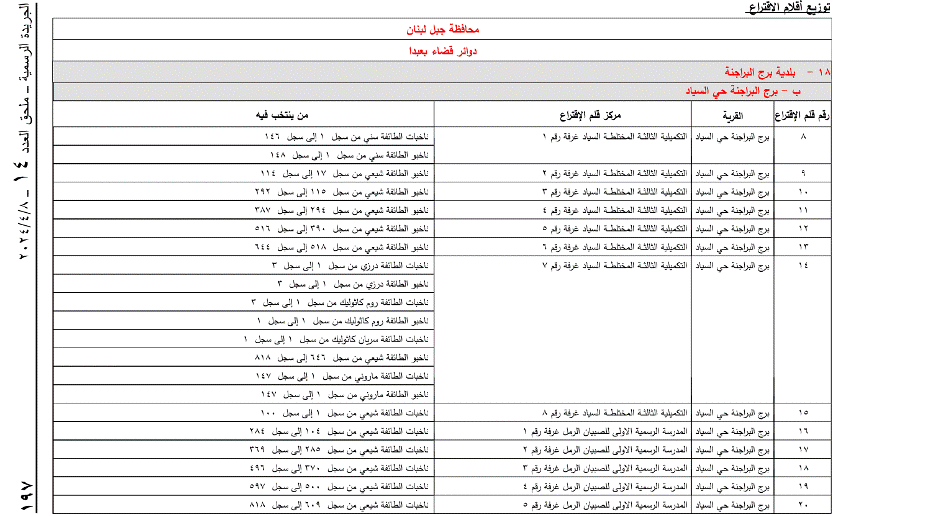 توزيع أقلام الإقتراع
محافظة جبل لبنان
دوائر قضاء بعبدا
١٨ - بلدية برج البراجنة
ب - برج البراجنة حي السياد
رقم قلم الإقتراع القرية مركز قلم الإقتراع من ينتخب فيه
٨ برج البراجنة حي السياد التكميلية الثالثة المختلطة السياد غرفة رقم ١ ناخبات الطائفة سني من سجل ١ إلى سجل ١٤٦
ناخبو الطائفة سني من سجل ١ إلى سجل ١٤٨
٩ برج البراجنة حي السياد التكميلية الثالثة المختلطة السياد غرفة رقم ٢ ناخبو الطائفة شيعي من سجل ١٧ إلى سجل ١١٤
١٠ برج البراجنة حي السياد التكميلية الثالثة المختلطة السياد غرفة رقم ٣ ناخبو الطائفة شيعي من سجل ١١٥ إلى سجل ٢٩٢
١١ برج البراجنة حي السياد التكميلية الثالثة المختلطة السياد غرفة رقم ٤ ناخبو الطائفة شيعي من سجل ٢٩٤ إلى سجل ٣٨٧
١٢ برج البراجنة حي السياد التكميلية الثالثة المختلطة السياد غرفة رقم ٥ ناخبو الطائفة شيعي من سجل ٣٩٠ إلى سجل ٥١٦
١٣ برج البراجنة حي السياد التكميلية الثالثة المختلطة السياد غرفة رقم ٦ ناخبو الطائفة شيعي من سجل ٥١٨ إلى سجل ٦٤٤
١٤ برج البراجنة حي السياد التكميلية الثالثة المختلطة السياد غرفة رقم ٧ ناخبات الطائفة درزي من سجل ١ إلى سجل ٣
ناخبو الطائفة درزي من سجل ١ إلى سجل ٣
ناخبات الطائفة روم كاثوليك من سجل ١ إلى سجل ٣
ناخبو الطائفة روم كاثوليك من سجل ١ إلى سجل ١
ناخبات الطائفة سريان كاثوليك من سجل ١ إلى سجل ١
ناخبو الطائفة شيعي من سجل ٦٤٦ إلى سجل ٨١٨
ناخبات الطائفة ماروني من سجل ١ إلى سجل ١٤٧
ناخبو الطائفة ماروني من سجل ١ إلى سجل ١٤٧
١٥ برج البراجنة حي السياد التكميلية الثالثة المختلطة السياد غرفة رقم ٨ ناخبات الطائفة شيعي من سجل ١ إلى سجل ١٠٠
١٦ برج البراجنة حي السياد المدرسة الرسمية الاولى للصبيان الرمل غرفة رقم ١ ناخبات الطائفة شيعي من سجل ١٠٤ إلى سجل ٢٨٤
١٧ برج البراجنة حي السياد المدرسة الرسمية الاولى للصبيان الرمل غرفة رقم ٢ ناخبات الطائفة شيعي من سجل ٢٨٥ إلى سجل ٣٦٩
١٨ برج البراجنة حي السياد المدرسة الرسمية الاولى للصبيان الرمل غرفة رقم ٣ ناخبات الطائفة شيعي من سجل ٣٧٠ إلى سجل ٤٩٦
١٩ برج البراجنة حي السياد المدرسة الرسمية الاولى للصبيان الرمل غرفة رقم ٤ ناخبات الطائفة شيعي من سجل ٥٠٠ إلى سجل ٥٩٧
٢٠ برج البراجنة حي السياد المدرسة الرسمية الاولى للصبيان الرمل غرفة رقم ٥ ناخبات الطائفة شيعي من سجل ٦٠٩ إلى سجل ٨١٨
الجريدة الرسمية - ملحق العدد ١٤ - ٢٠٢٤/٤/٨
١٩٧